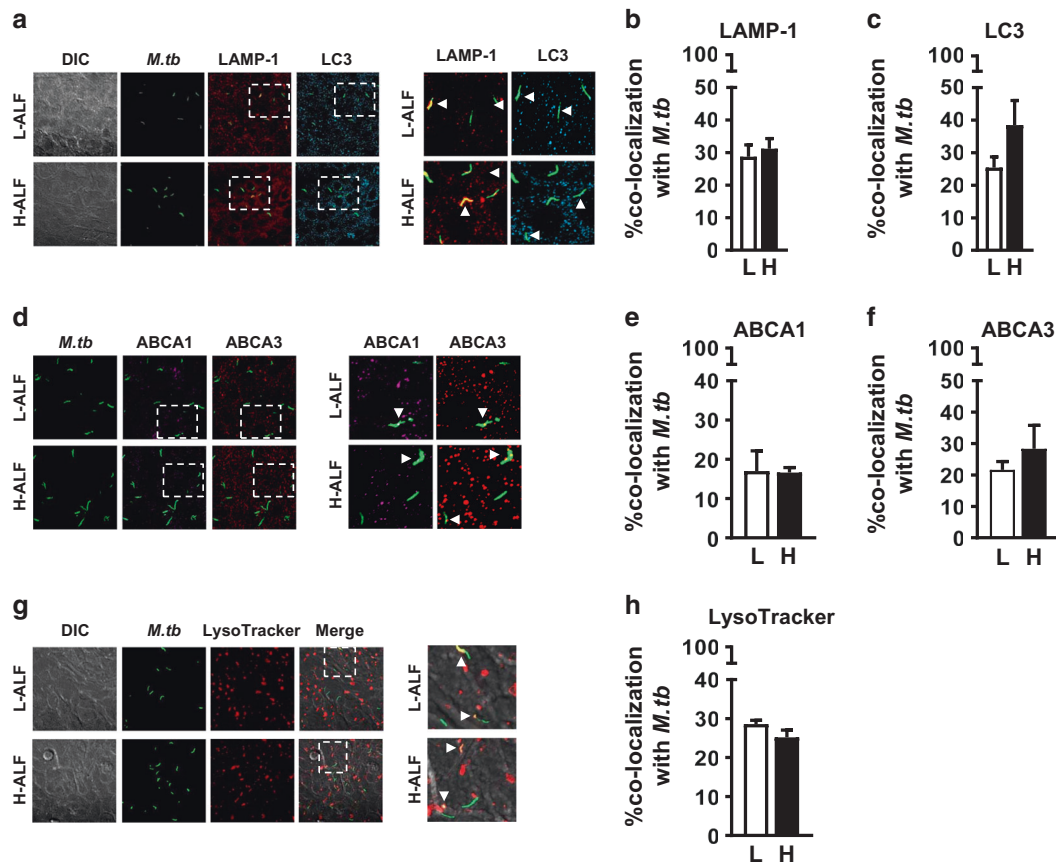 a
DIC M.tb LAMP-1 LC3 LAMP-1 LC3
L-ALF L-ALF
H-ALF H-ALF
b
LAMP-1
%co-localization
with M.tb
100
50
40
30
20
10
0
L H
c
LC3
%co-localization
with M.tb
100
50
40
30
20
10
0
L H
d
M.tb ABCA1 ABCA3 ABCA1 ABCA3
L-ALF L-ALF
H-ALF H-ALF
e
ABCA1
%co-localization
with M.tb
100
40
30
20
10
0
L H
f
ABCA3
%co-localization
with M.tb
100
50
40
30
20
10
0
L H
g
DIC M.tb LysoTracker Merge
L-ALF L-ALF
H-ALF H-ALF
h
LysoTracker
%co-localization
with M.tb
100
40
30
20
10
0
L H